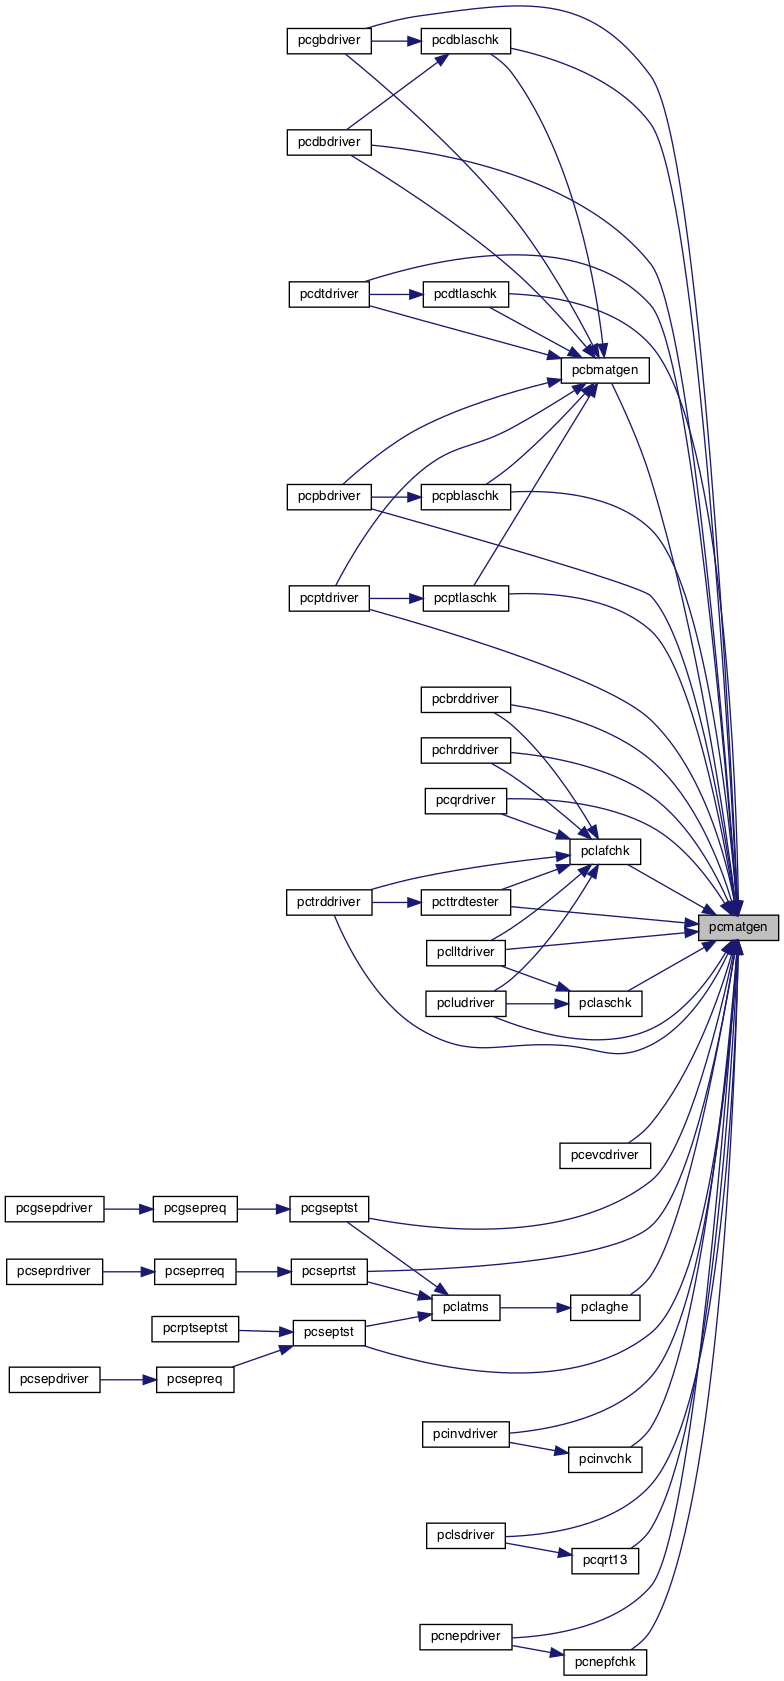 pcgbdriver
pcdblaschk
pcdbdriver
pcdtdriver
pcdtlaschk
pcbmatgen
pcpbdriver
pcpblaschk
pcptdriver
pcptlaschk
pcbrddriver
pchrddriver
pcqrdriver
pclafchk
pctrddriver
pcttrdtester
pcmatgen
pclltdriver
pcludriver
pclaschk
pcevcdriver
pcgsepdriver
pcgsepreq
pcgseptst
pcseprdriver
pcseprreq
pcseprtst
pclatms
pclaghe
pcrptseptst
pcseptst
pcsepdriver
pcsepreq
pcinvdriver
pcinvchk
pclsdriver
pcqrt13
pcnepdriver
pcnepfchk